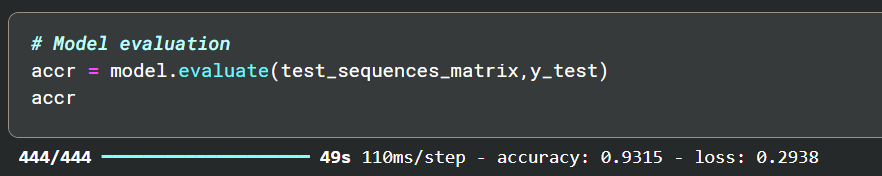 # Model evaluation
accr = model.evaluate(test_sequences_matrix,y_test)
accr
444/444 49s 110ms/step - accuracy: 0.9315 - loss: 0.2938